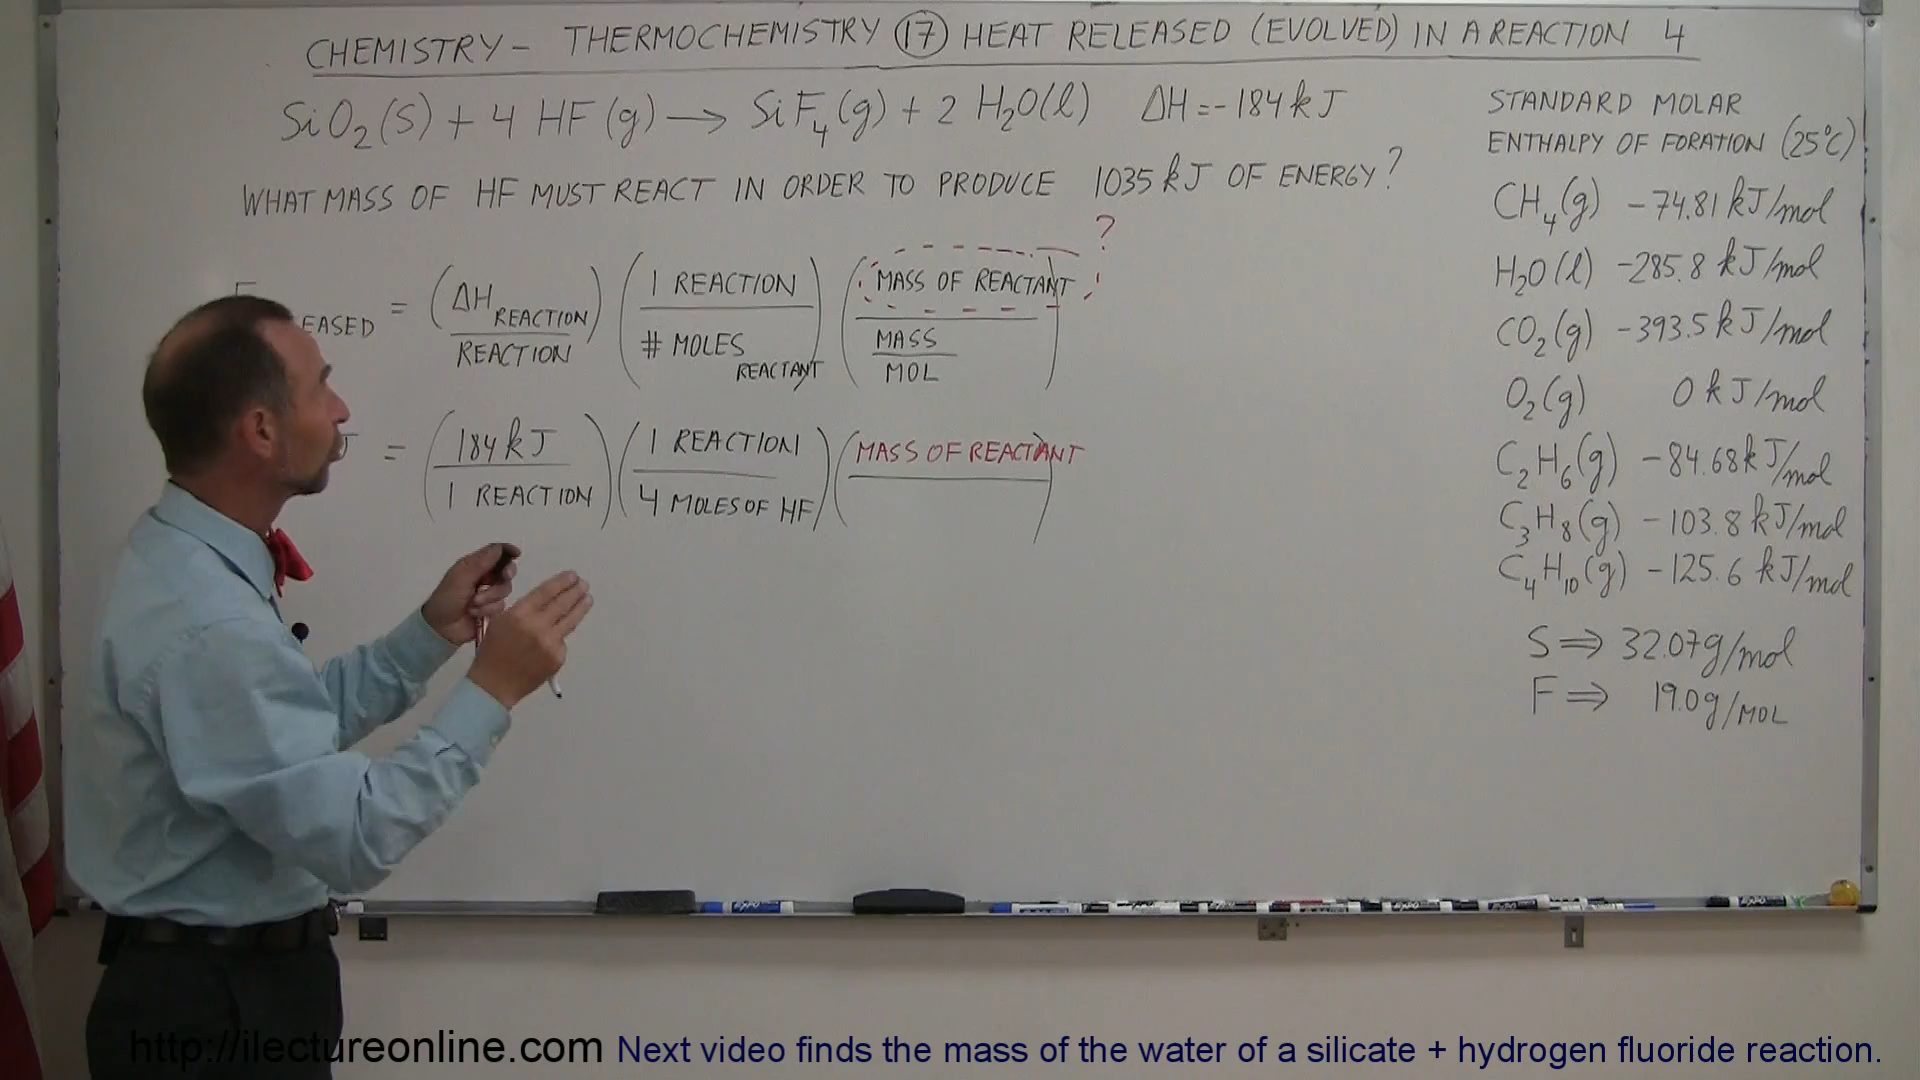 CHEMISTRY - THERMOCHEMISTRY 17 HEAT RELEASED (EVOLVED) IN A REACTION 4
SiO2(s) + 4 HF(g) → SiF4(g) + 2 H2O(l) ΔH = -184 kJ
WHAT MASS OF HF MUST REACT IN ORDER TO PRODUCE 1035 kJ OF ENERGY?
?
EASED = (ΔH REACTION / REACTION) (1 REACTION / # MOLES REACTANT) (MASS OF REACTANT / MASS / MOL)
J = (184 kJ / 1 REACTION) (1 REACTION / 4 MOLES OF HF) (MASS OF REACTANT / )
STANDARD MOLAR
ENTHALPY OF FORATION (25°C)
CH4(g) -74.81 kJ/mol
H2O(l) -285.8 kJ/mol
CO2(g) -393.5 kJ/mol
O2(g) 0 kJ/mol
C2H6(g) -84.68 kJ/mol
C3H8(g) -103.8 kJ/mol
C4H10(g) -125.6 kJ/mol
S ⇒ 32.07 g/mol
F ⇒ 19.0 g/MOL
http://ilectureonline.com Next video finds the mass of the water of a silicate + hydrogen fluoride reaction.